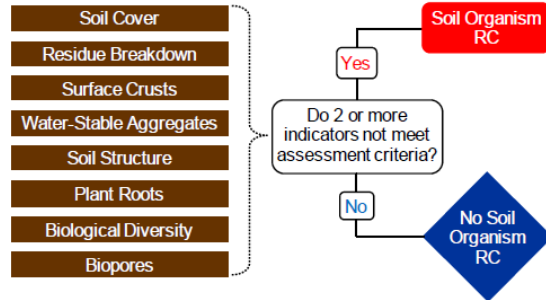 Soil Cover
Residue Breakdown
Surface Crusts
Water-Stable Aggregates
Soil Structure
Plant Roots
Biological Diversity
Biopores
Do 2 or more
indicators not meet
assessment criteria?
Yes
Soil Organism
RC
No
No Soil
Organism
RC